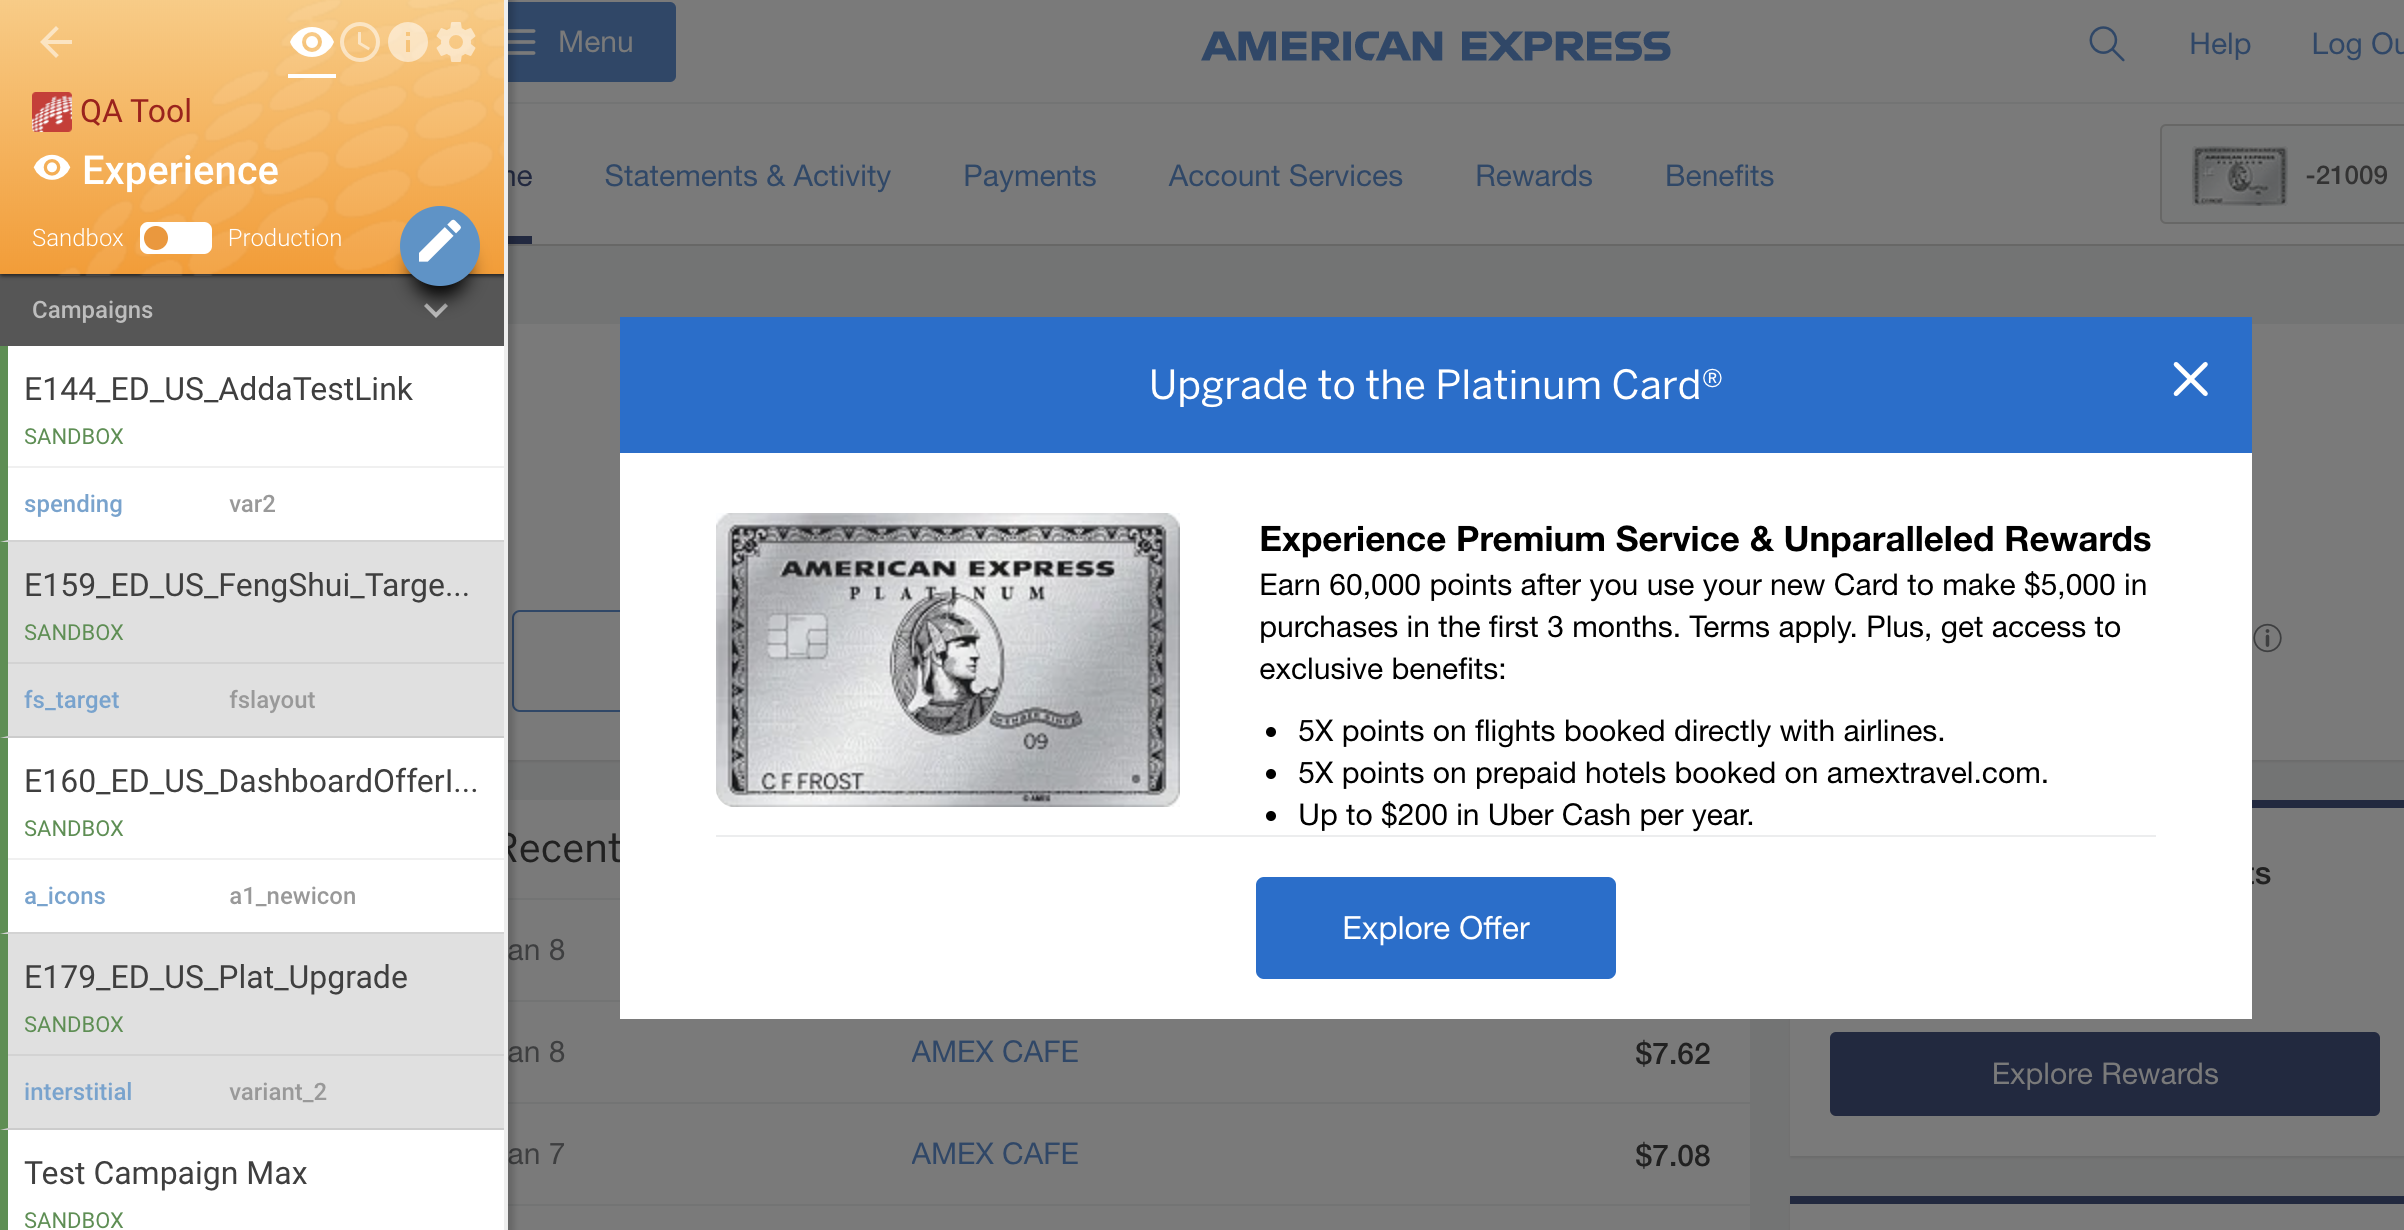 QA Tool
Experience
Sandbox Production
Campaigns
E144_ED_US_AddaTestLink
SANDBOX
spending var2
E159_ED_US_FengShui_Targe...
SANDBOX
fs_target fslayout
E160_ED_US_DashboardOfferI...
SANDBOX
a_icons a1_newicon
E179_ED_US_Plat_Upgrade
SANDBOX
interstitial variant_2
Test Campaign Max
SANDBOX
Menu
AMERICAN EXPRESS
Help
Log Ou
me Statements & Activity Payments Account Services Rewards Benefits
-21009
Upgrade to the Platinum Card®
AMERICAN EXPRESS
PLATINUM
MEMBER SINCE
09
C F FROST
© AMEX
Experience Premium Service & Unparalleled Rewards
Earn 60,000 points after you use your new Card to make $5,000 in
purchases in the first 3 months. Terms apply. Plus, get access to
exclusive benefits:
• 5X points on flights booked directly with airlines.
• 5X points on prepaid hotels booked on amextravel.com.
• Up to $200 in Uber Cash per year.
Explore Offer
Recent
ts
an 8
an 8 AMEX CAFE $7.62
Explore Rewards
an 7 AMEX CAFE $7.08